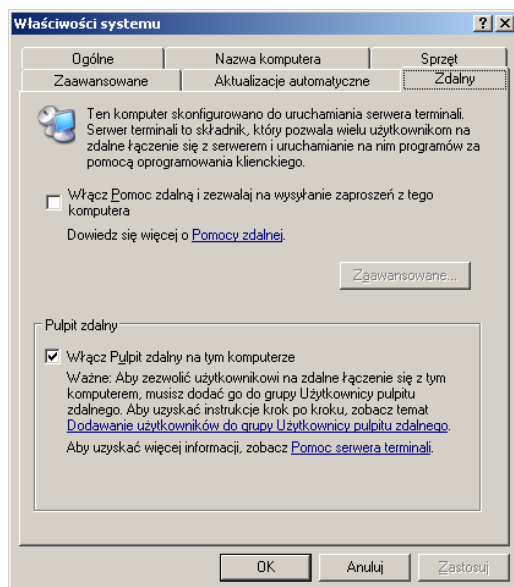 Właściwości systemu
Ogólne
Nazwa komputera
Sprzęt
Zaawansowane
Aktualizacje automatyczne
Zdalny
Ten komputer skonfigurowano do uruchamiania serwera terminali.
Serwer terminali to składnik, który pozwala wielu użytkownikom na
zdalne łączenie się z serwerem i uruchamianie na nim programów za
pomocą oprogramowania klienckiego.
Włącz Pomoc zdalną i zezwalaj na wysyłanie zaproszeń z tego
komputera
Dowiedz się więcej o Pomocy zdalnej.
Zaawansowane...
Pulpit zdalny
Włącz Pulpit zdalny na tym komputerze
Ważne: Aby zezwolić użytkownikowi na zdalne łączenie się z tym
komputerem, musisz dodać go do grupy Użytkownicy pulpitu
zdalnego. Aby uzyskać instrukcje krok po kroku, zobacz temat
Dodawanie użytkowników do grupy Użytkownicy pulpitu zdalnego.
Aby uzyskać więcej informacji, zobacz Pomoc serwera terminali.
OK
Anuluj
Zastosuj